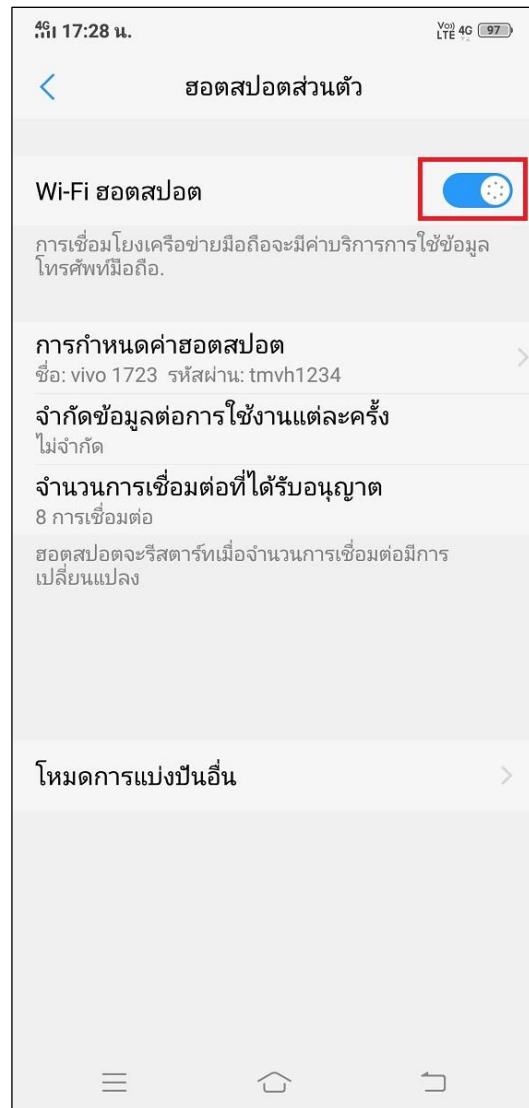 4G 17:28 น. VoLTE 4G 97
ฮอตสปอตส่วนตัว
Wi-Fi ฮอตสปอต
การเชื่อมโยงเครือข่ายมือถือจะมีค่าบริการการใช้ข้อมูล
โทรศัพท์มือถือ.
การกำหนดค่าฮอตสปอต
ชื่อ: vivo 1723 รหัสผ่าน: tmvh1234
จำกัดข้อมูลต่อการใช้งานแต่ละครั้ง
ไม่จำกัด
จำนวนการเชื่อมต่อที่ได้รับอนุญาต
8 การเชื่อมต่อ
ฮอตสปอตจะรีสตาร์ทเมื่อจำนวนการเชื่อมต่อมีการ
เปลี่ยนแปลง
โหมดการแบ่งปันอื่น